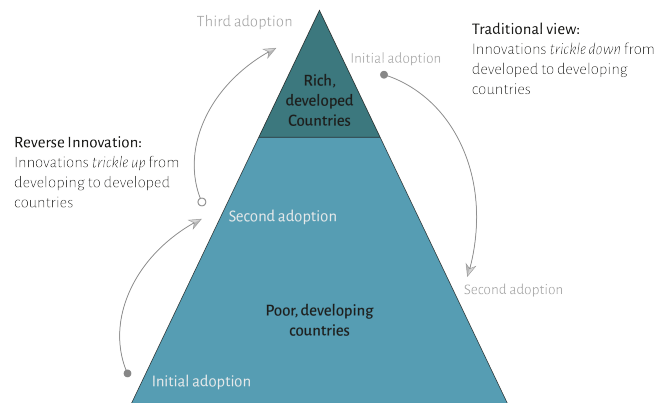 Third adoption
Traditional view:
Innovations trickle down from
developed to developing
countries
Initial adoption
Rich,
developed
Countries
Reverse Innovation:
Innovations trickle up from
developing to developed
countries
Second adoption
Second adoption
Poor, developing
countries
Initial adoption